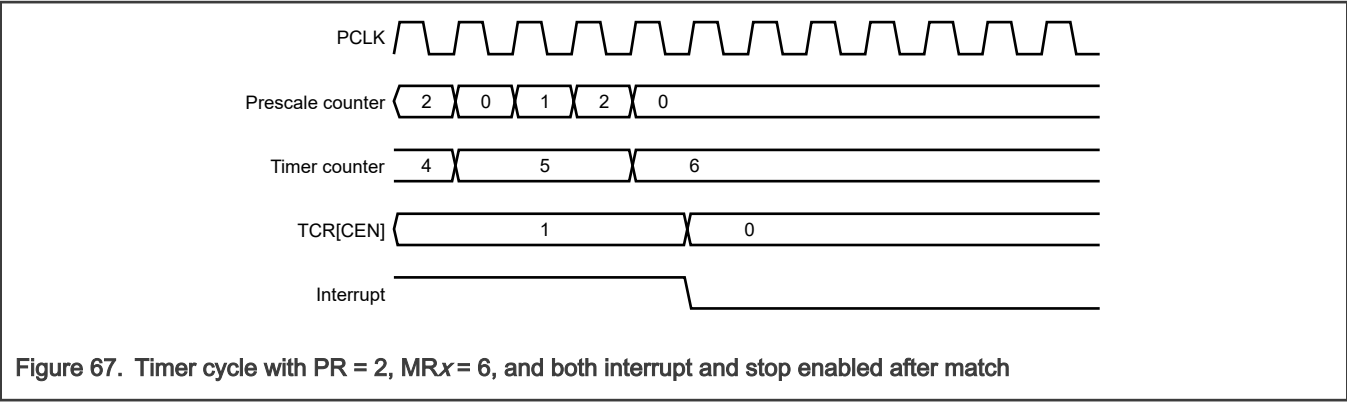 PCLK
Prescale counter 2 0 1 2 0
Timer counter 4 5 6
TCR[CEN] 1 0
Interrupt
Figure 67. Timer cycle with PR = 2, MRx = 6, and both interrupt and stop enabled after match